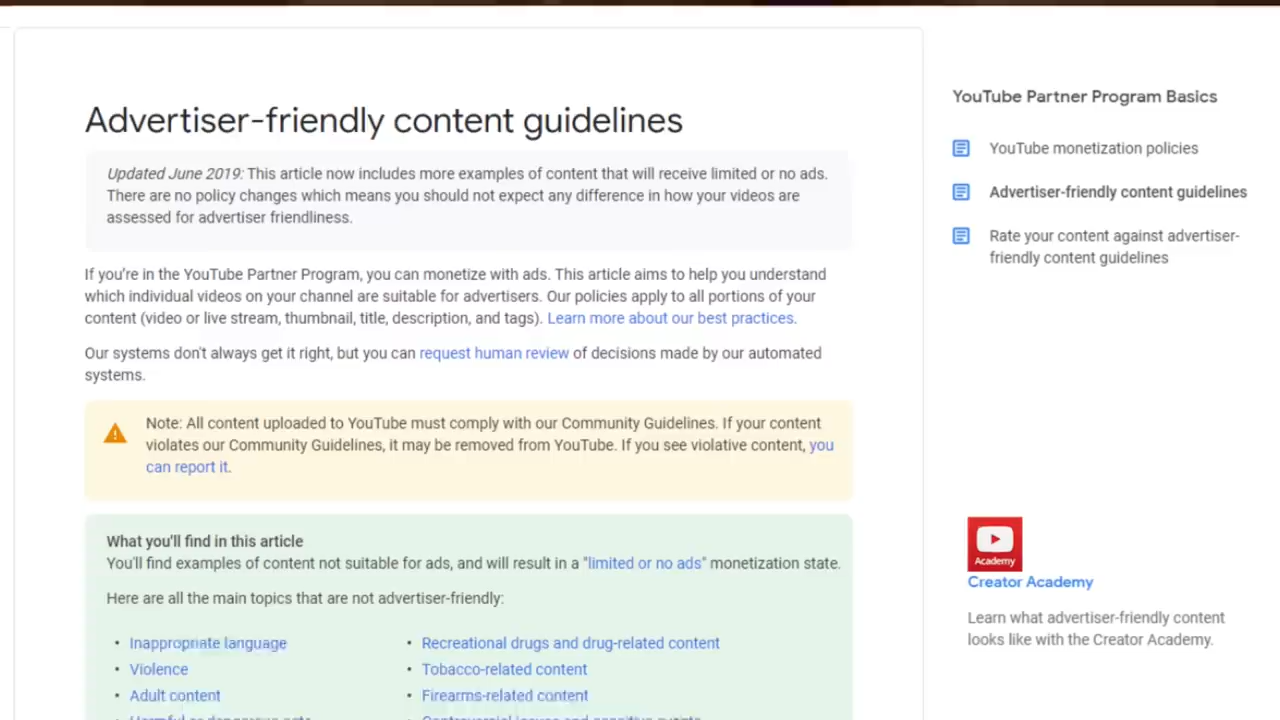 Advertiser-friendly content guidelines
Updated June 2019: This article now includes more examples of content that will receive limited or no ads.
There are no policy changes which means you should not expect any difference in how your videos are
assessed for advertiser friendliness.
If you're in the YouTube Partner Program, you can monetize with ads. This article aims to help you understand
which individual videos on your channel are suitable for advertisers. Our policies apply to all portions of your
content (video or live stream, thumbnail, title, description, and tags). Learn more about our best practices.
Our systems don't always get it right, but you can request human review of decisions made by our automated
systems.
Note: All content uploaded to YouTube must comply with our Community Guidelines. If your content
violates our Community Guidelines, it may be removed from YouTube. If you see violative content, you
can report it.
What you'll find in this article
You'll find examples of content not suitable for ads, and will result in a "limited or no ads" monetization state.
Here are all the main topics that are not advertiser-friendly:
• Inappropriate language
• Violence
• Adult content
• Recreational drugs and drug-related content
• Tobacco-related content
• Firearms-related content
YouTube Partner Program Basics
YouTube monetization policies
Advertiser-friendly content guidelines
Rate your content against advertiser-
friendly content guidelines
Academy
Creator Academy
Learn what advertiser-friendly content
looks like with the Creator Academy.